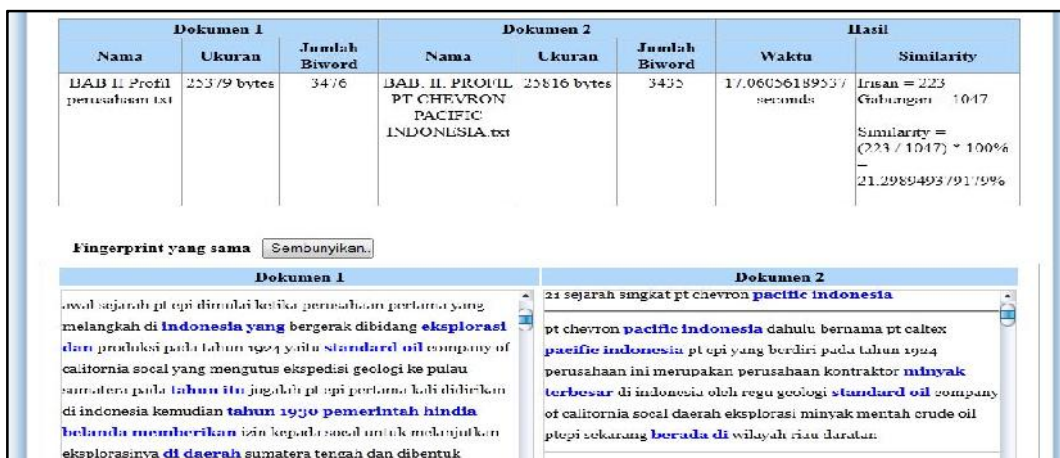 Dokumen 1 Dokumen 2 Hasil
Nama Ukuran Jumlah Biword Nama Ukuran Jumlah Biword Waktu Similarity
BAB II Profil perusahaan.txt 25379 bytes 3476 BAB. II. PROFIL PT CHEVRON PACIFIC INDONESIA.txt 25816 bytes 3435 17.06056189537 seconds Irisan = 223
Gabungan = 1047
Similarity =
(223 / 1047) * 100%
=
21.298949379179%
Fingerprint yang sama Sembunyikan..
Dokumen 1
awal sejarah pt cpi dimulai ketika perusahaan pertama yang
melangkah di indonesia yang bergerak dibidang eksplorasi
dan produksi pada tahun 1924 yaitu standard oil company of
california socal yang mengutus ekspedisi geologi ke pulau
sumatera pada tahun itu jugalah pt cpi pertama kali didirikan
di indonesia kemudian tahun 1930 pemerintah hindia
belanda memberikan izin kepada socal untuk melanjutkan
eksplorasinya di daerah sumatera tengah dan dibentuk
Dokumen 2
21 sejarah singkat pt chevron pacific indonesia
pt chevron pacific indonesia dahulu bernama pt caltex
pacific indonesia pt cpi yang berdiri pada tahun 1924
perusahaan ini merupakan perusahaan kontraktor minyak
terbesar di indonesia oleh regu geologi standard oil company
of california socal daerah eksplorasi minyak mentah crude oil
ptcpi sekarang berada di wilayah riau daratan